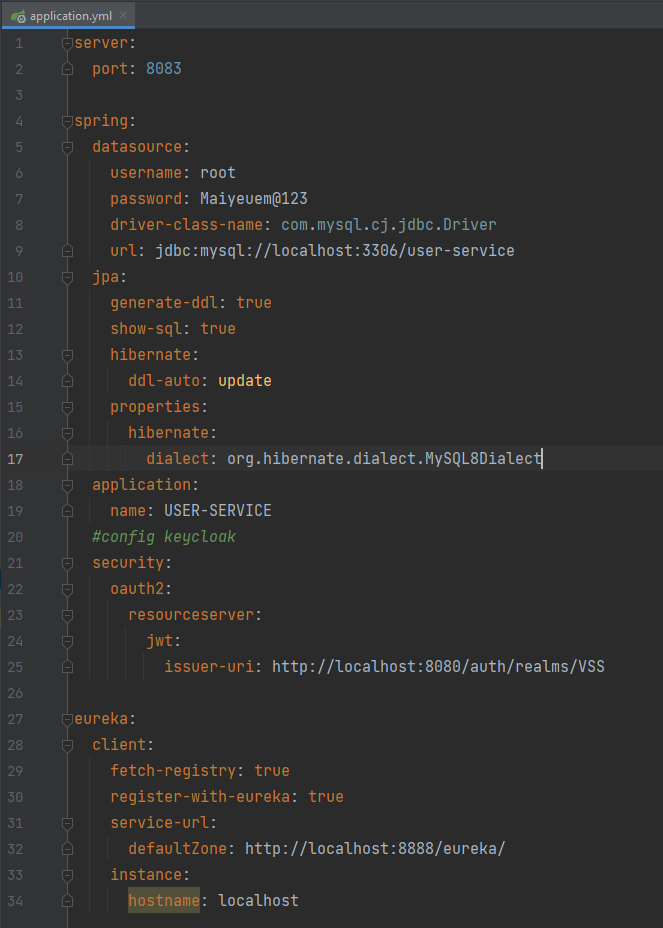 application.yml
1 server:
2   port: 8083
3
4 spring:
5   datasource:
6     username: root
7     password: Maiyeuem@123
8     driver-class-name: com.mysql.cj.jdbc.Driver
9     url: jdbc:mysql://localhost:3306/user-service
10   jpa:
11     generate-ddl: true
12     show-sql: true
13     hibernate:
14       ddl-auto: update
15     properties:
16       hibernate:
17         dialect: org.hibernate.dialect.MySQL8Dialect
18   application:
19     name: USER-SERVICE
20   #config keycloak
21   security:
22     oauth2:
23       resourceserver:
24         jwt:
25           issuer-uri: http://localhost:8080/auth/realms/VSS
26
27 eureka:
28   client:
29     fetch-registry: true
30     register-with-eureka: true
31     service-url:
32       defaultZone: http://localhost:8888/eureka/
33     instance:
34       hostname: localhost